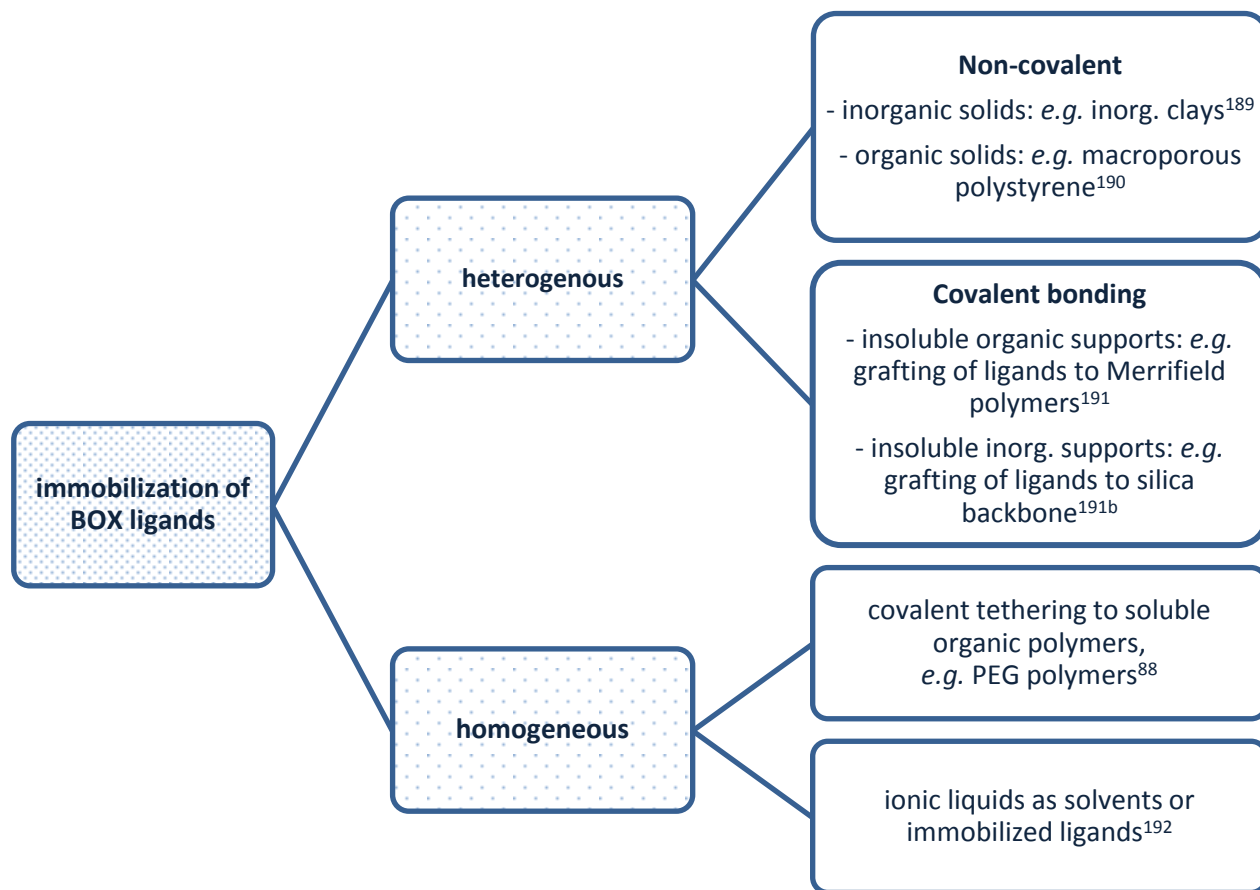 Non-covalent
- inorganic solids: e.g. inorg. clays189
- organic solids: e.g. macroporous
polystyrene190
heterogenous
Covalent bonding
- insoluble organic supports: e.g.
grafting of ligands to Merrifield
polymers191
- insoluble inorg. supports: e.g.
grafting of ligands to silica
backbone191b
immobilization of
BOX ligands
covalent tethering to soluble
organic polymers,
e.g. PEG polymers88
homogeneous
ionic liquids as solvents or
immobilized ligands192